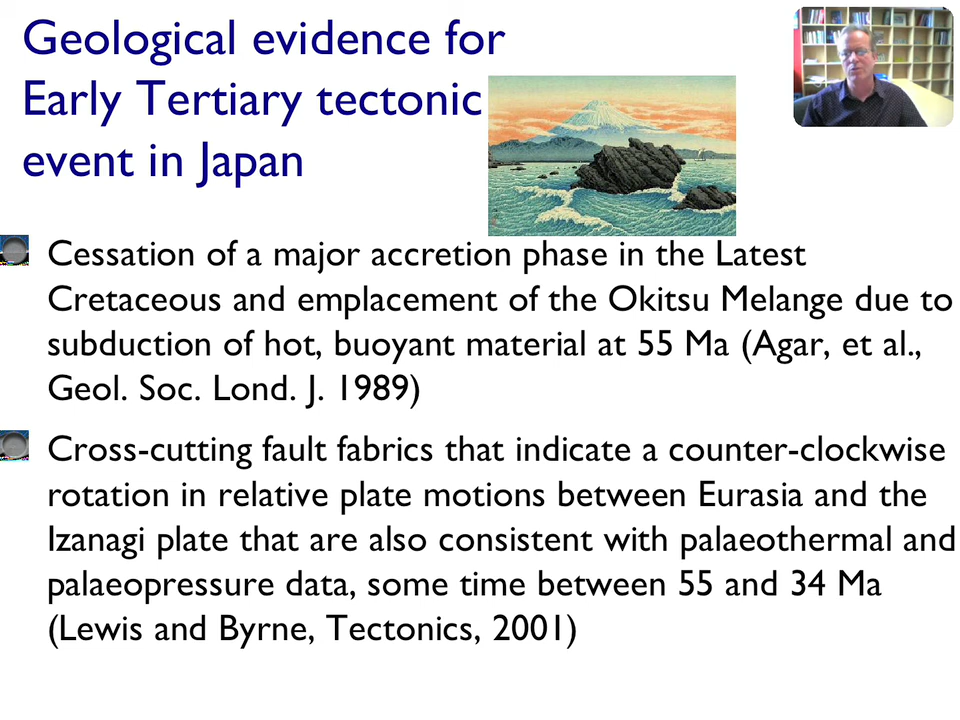 Geological evidence for
Early Tertiary tectonic
event in Japan
Cessation of a major accretion phase in the Latest
Cretaceous and emplacement of the Okitsu Melange due to
subduction of hot, buoyant material at 55 Ma (Agar, et al.,
Geol. Soc. Lond. J. 1989)
Cross-cutting fault fabrics that indicate a counter-clockwise
rotation in relative plate motions between Eurasia and the
Izanagi plate that are also consistent with palaeothermal and
palaeopressure data, some time between 55 and 34 Ma
(Lewis and Byrne, Tectonics, 2001)